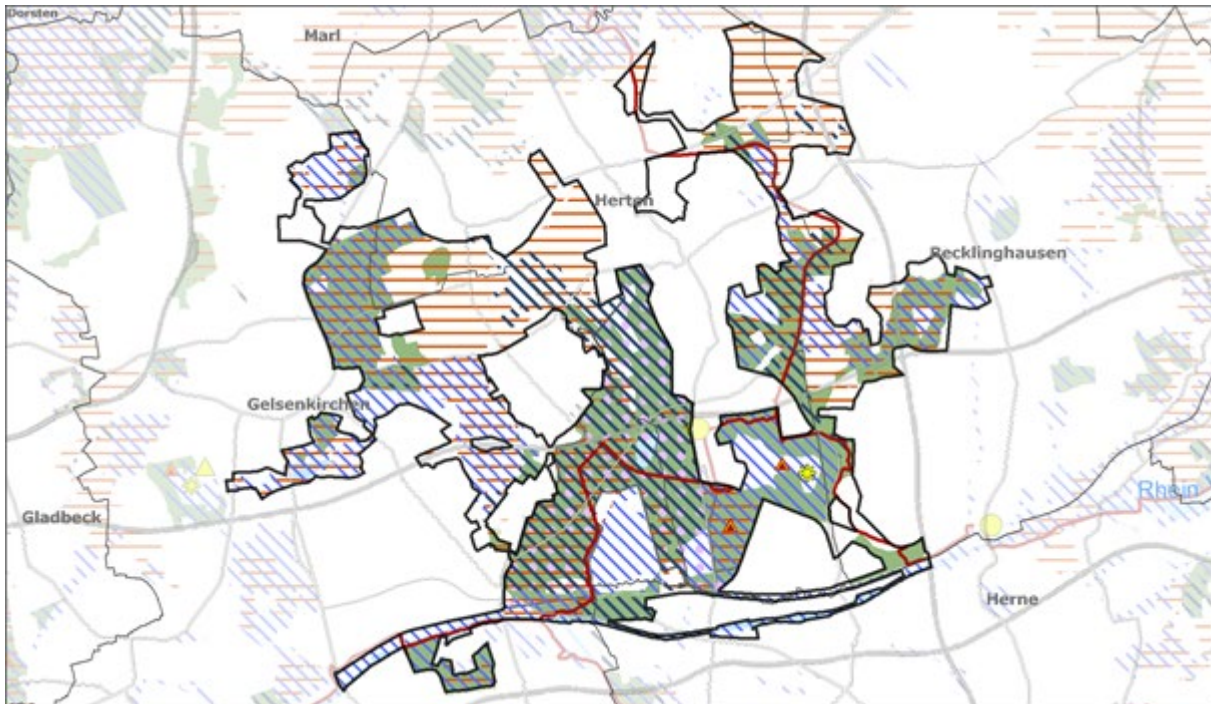 Dorsten
Marl
Herten
Recklinghausen
Gelsenkirchen
Rhein
Gladbeck
Herne